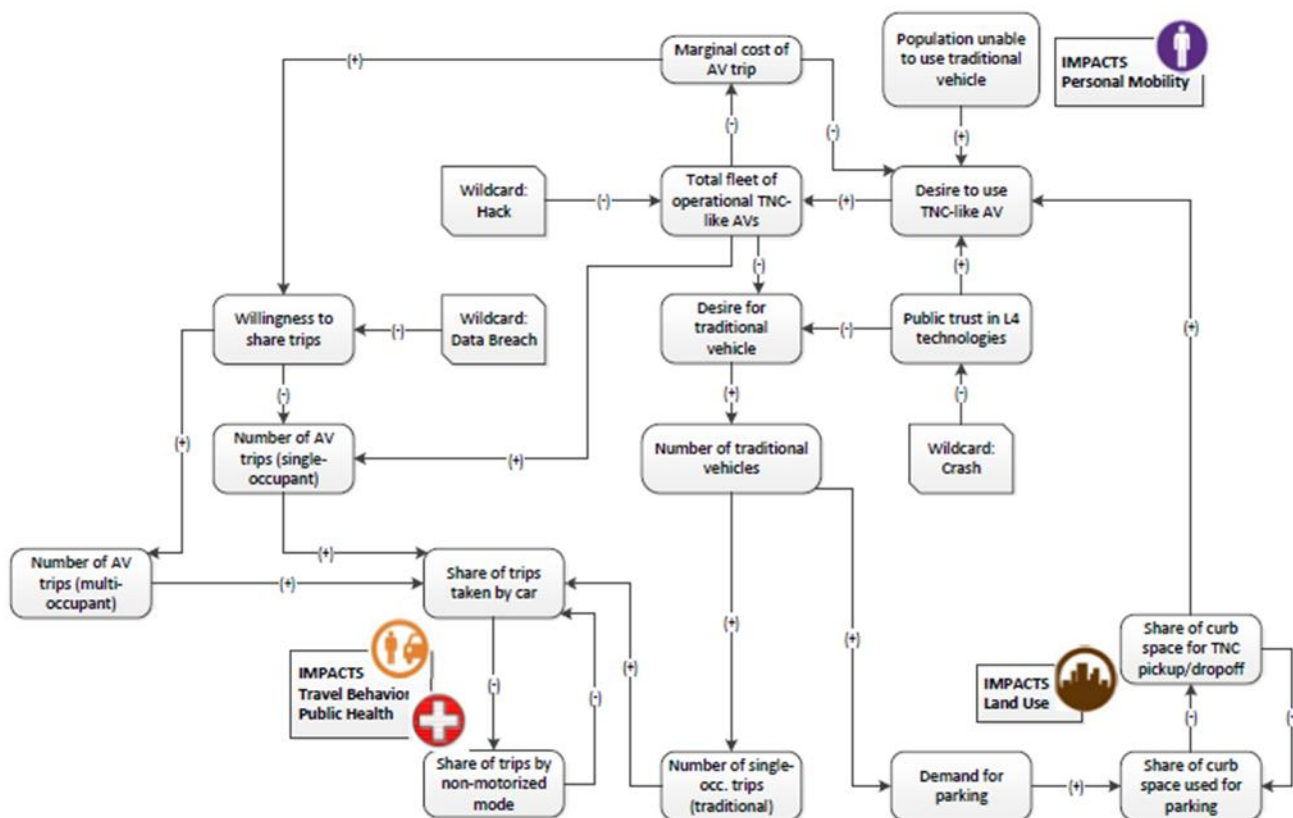 Marginal cost of
AV trip
Population unable
to use traditional
vehicle
IMPACTS
Personal Mobility
(+)
(-)
(-)
(+)
Wildcard:
Hack
(-)
Total fleet of
operational TNC-
like AVs
(+)
Desire to use
TNC-like AV
(-)
(+)
Willingness to
share trips
(-)
Wildcard:
Data Breach
Desire for
traditional
vehicle
(-)
Public trust in L4
technologies
(+)
(-)
(+)
(-)
(+)
Number of AV
trips (single-
occupant)
(+)
Number of traditional
vehicles
Wildcard:
Crash
Number of AV
trips (multi-
occupant)
(+)
(+)
Share of trips
taken by car
(+)
(+)
(+)
IMPACTS
Travel Behavior
Public Health
(-)
(-)
IMPACTS
Land Use
Share of curb
space for TNC
pickup/dropoff
(-)
(-)
Share of trips by
non-motorized
mode
Number of single-
occ. trips
(traditional)
Demand for
parking
(+)
Share of curb
space used for
parking